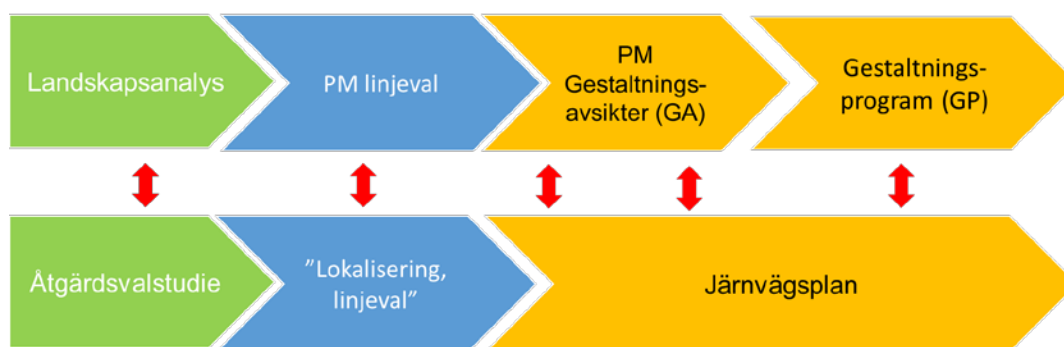 Landskapsanalys
PM linjeval
PM
Gestaltnings-
avsikter (GA)
Gestaltnings-
program (GP)
Åtgärdsvalstudie
”Lokalisering,
linjeval”
Järnvägsplan